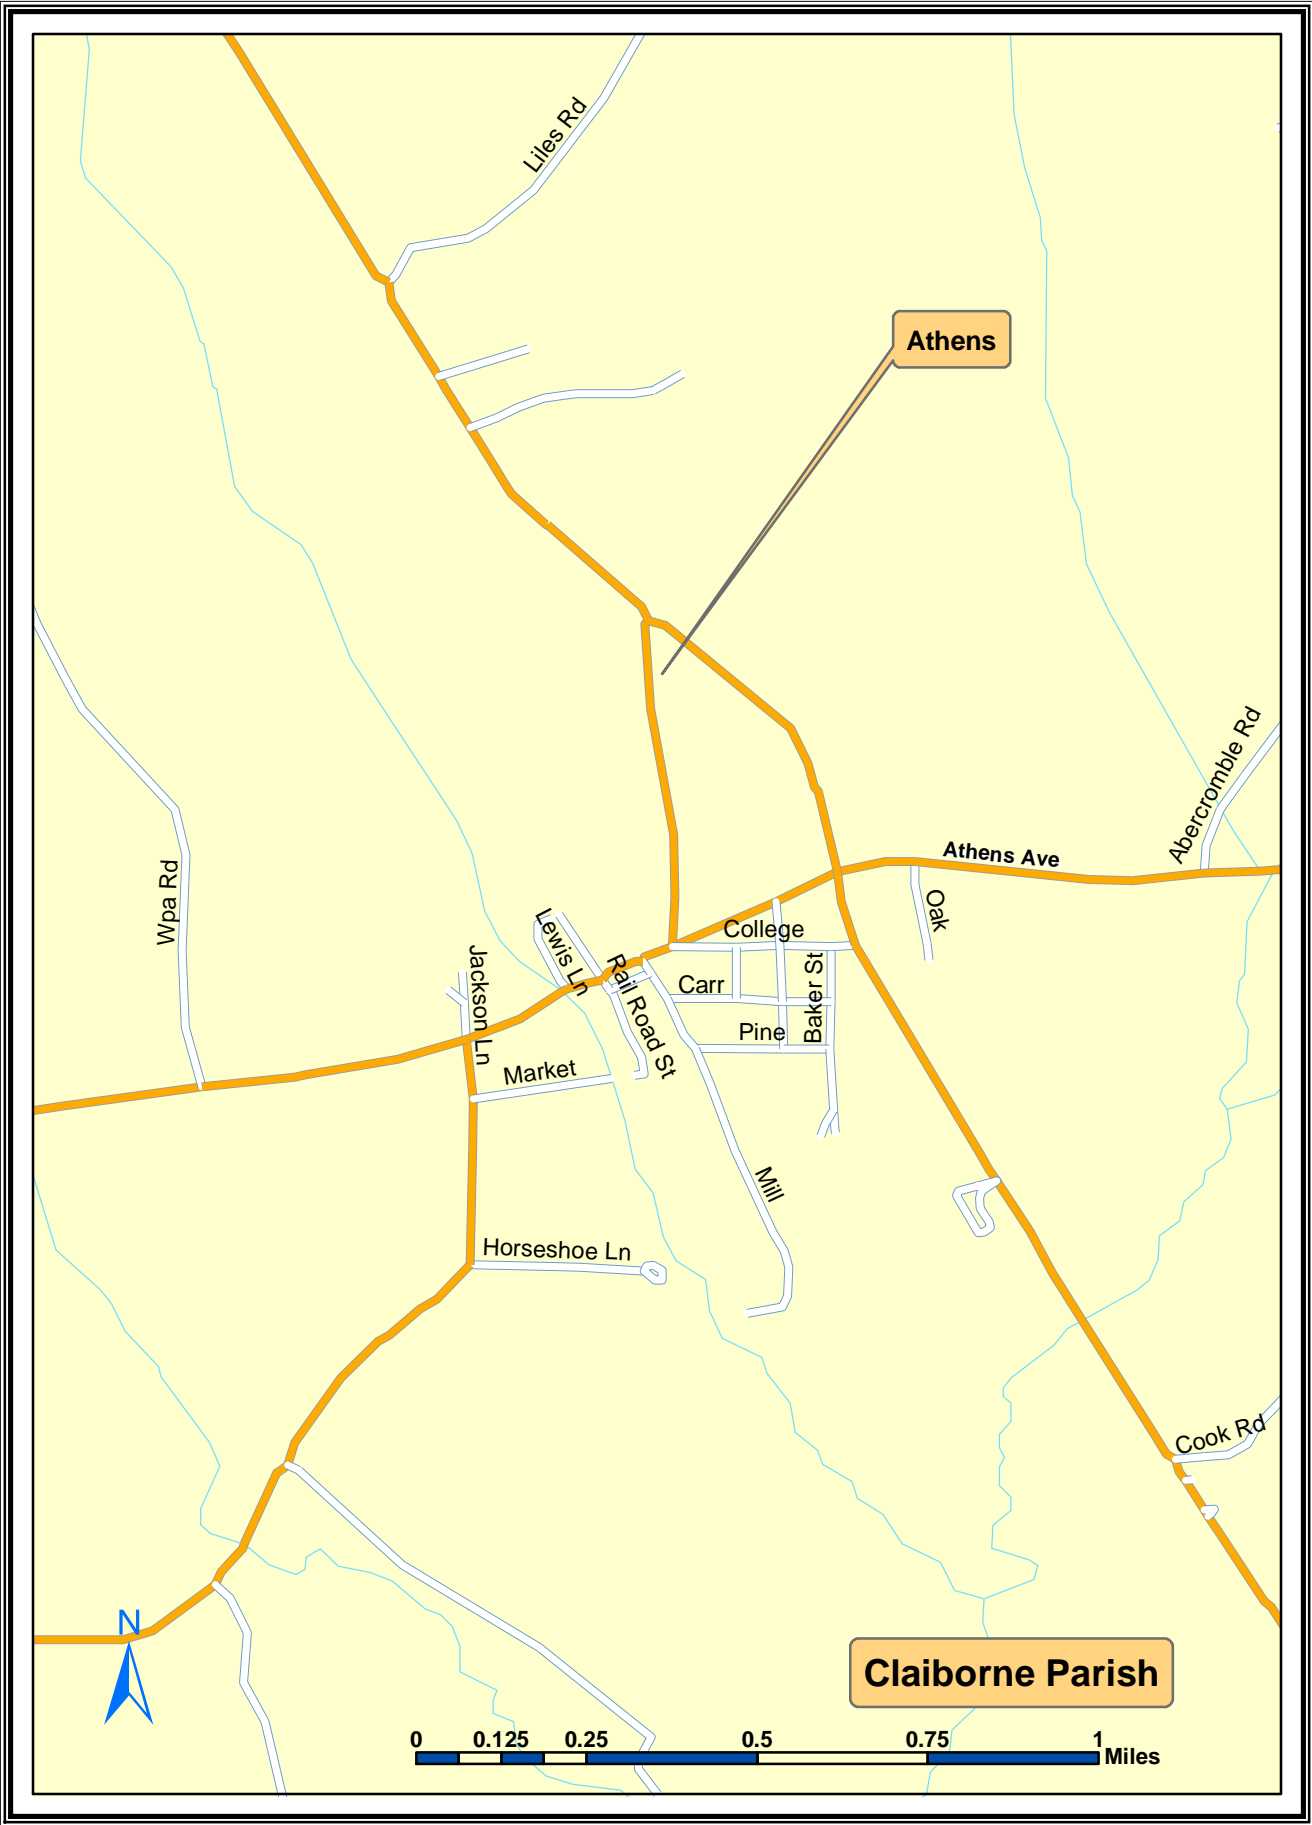 Liles Rd
Athens
Abercromble Rd
Athens Ave
Wpa Rd
Oak
Lewis Ln
College
Jackson Ln
Rail Road St
Carr
Baker St
Pine
Market
Mill
Horseshoe Ln
Cook Rd
N
Claiborne Parish
0 0.125 0.25 0.5 0.75 1
Miles